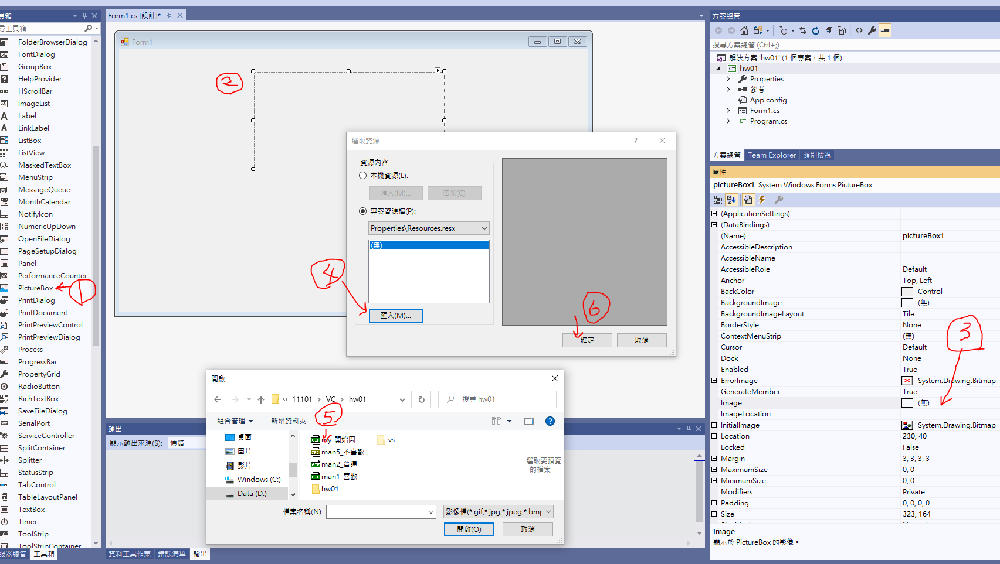 具箱
Form1.cs [設計]*
方案總管
尋工具箱
FolderBrowserDialog
FontDialog
GroupBox
HelpProvider
HScrollBar
ImageList
Label
LinkLabel
ListBox
ListView
MaskedTextBox
MenuStrip
MessageQueue
MonthCalendar
NotifyIcon
NumericUpDown
OpenFileDialog
PageSetupDialog
Panel
PerformanceCounter
PictureBox
PrintDialog
PrintDocument
PrintPreviewControl
PrintPreviewDialog
Process
ProgressBar
PropertyGrid
RadioButton
RichTextBox
SaveFileDialog
SerialPort
ServiceController
SplitContainer
Splitter
StatusStrip
TabControl
TableLayoutPanel
TextBox
Timer
ToolStrip
ToolStripContainer
服器總管 工具箱
1
Form1
2
選取資源
資源內容
本機資源(L):
匯入(M)... 清除(C)
專案資源檔(P):
Properties\Resources.resx
(無)
4
匯入(M)...
6
確定 取消
開啟
« 11101 › VC › hw01
搜尋 hw01
組合管理 新增資料夾
5
桌面
圖片
影片
Windows (C:)
Data (D:)
my_開始圖
man5_不喜歡
man2_普通
man1_喜歡
hw01
.vs
選取要預覽
的檔案。
檔案名稱(N):
影像檔(*.gif;*.jpg;*.jpeg;*.bmp
開啟(O) 取消
輸出
顯示輸出來源(S): 偵錯
資料工具作業 錯誤清單 輸出
搜尋方案總管 (Ctrl+;)
解決方案 'hw01' (1 個專案，共 1 個)
hw01
Properties
參考
App.config
Form1.cs
Program.cs
方案總管 Team Explorer 類別檢視
屬性
pictureBox1 System.Windows.Forms.PictureBox
(ApplicationSettings)
(DataBindings)
(Name) pictureBox1
AccessibleDescription
AccessibleName
AccessibleRole Default
Anchor Top, Left
BackColor Control
BackgroundImage (無)
BackgroundImageLayout Tile
BorderStyle None
ContextMenuStrip (無)
Cursor Default
Dock None
Enabled True
ErrorImage System.Drawing.Bitmap
GenerateMember True
Image (無)
ImageLocation
InitialImage System.Drawing.Bitmap
Location 230, 40
Locked False
Margin 3, 3, 3, 3
MaximumSize 0, 0
MinimumSize 0, 0
Modifiers Private
Padding 0, 0, 0, 0
Size 323, 164
3
Image
顯示於 PictureBox 的影像。